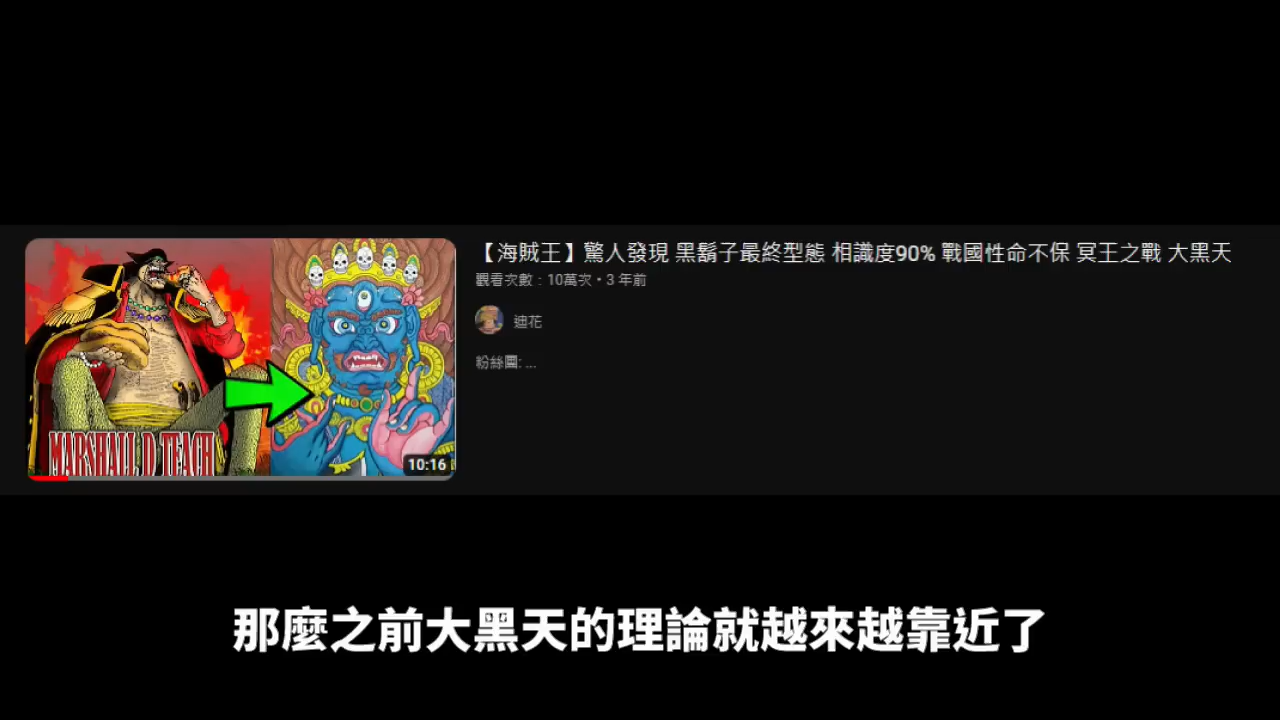 【海賊王】驚人發現 黑鬍子最終型態 相識度90% 戰國性命不保 冥王之戰 大黑天
觀看次數：10萬次・3 年前
迪花
粉絲團: ...
MARSHALL D TEACH
10:16
那麼之前大黑天的理論就越來越靠近了